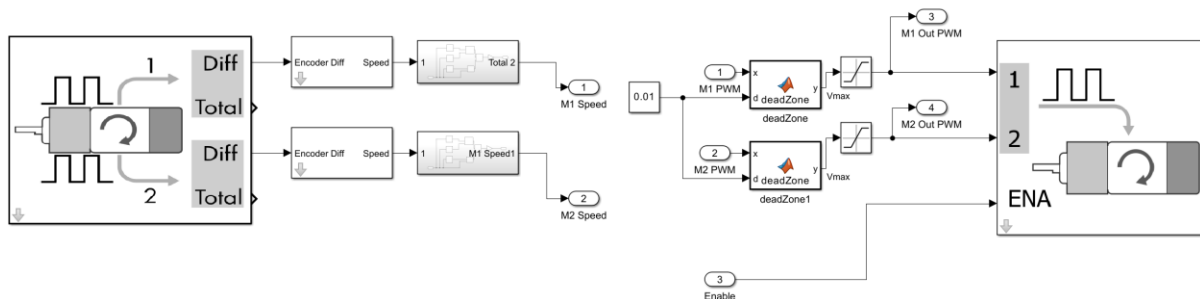 1
Diff
Total
Diff
2
Total
Encoder Diff Speed
1 Total 2
1
M1 Speed
Encoder Diff Speed
1 M1 Speed1
2
M2 Speed
3
M1 Out PWM
1
M1 PWM
x
d
deadZone
y
deadZone
Vmax
0.01
4
M2 Out PWM
2
M2 PWM
x
d
deadZone
y
deadZone1
Vmax
1
2
ENA
3
Enable